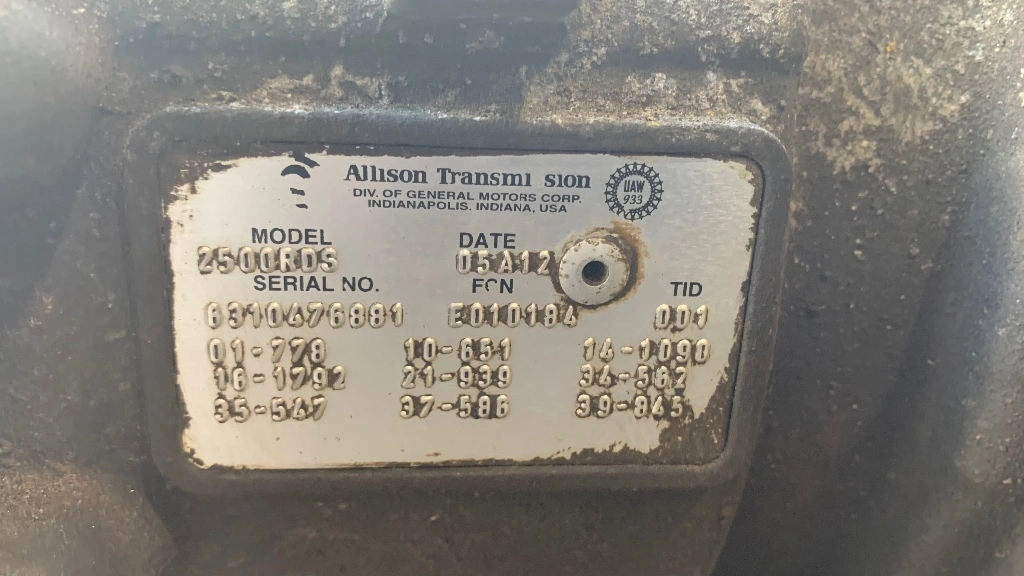 Allison Transmi sion
DIV. OF GENERAL MOTORS CORP.
INDIANAPOLIS, INDIANA, USA
UAW
933
MODEL DATE
2500RDS 05A12
SERIAL NO. FCN TID
6310476881 E010184 001
01-778 10-651 14-1090
16-1792 21-939 34-562
35-547 37-586 39-845